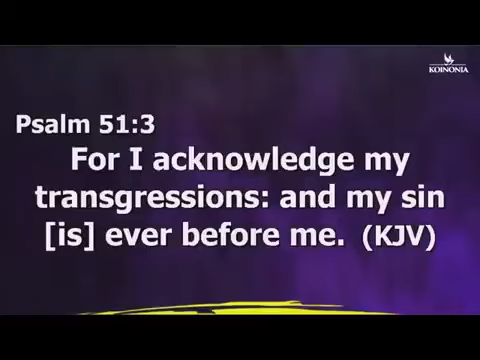 KOINONIA
Psalm 51:3
For I acknowledge my
transgressions: and my sin
[is] ever before me. (KJV)